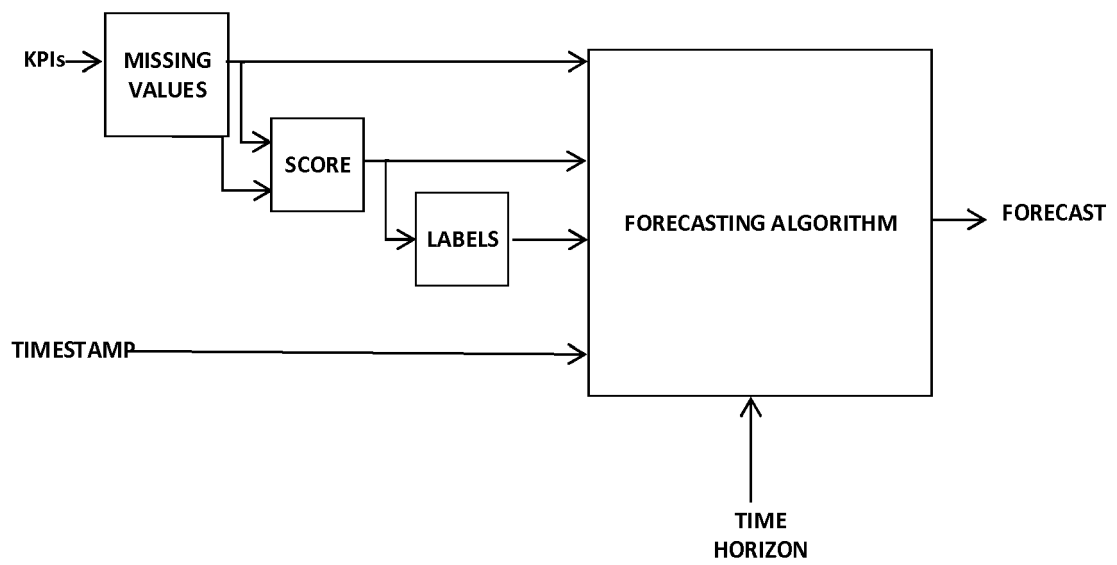 KPIs
MISSING
VALUES
SCORE
LABELS
FORECASTING ALGORITHM
FORECAST
TIMESTAMP
TIME
HORIZON